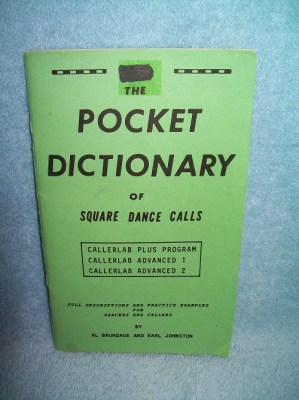 THE
POCKET
DICTIONARY
OF
SQUARE DANCE CALLS
CALLERLAB PLUS PROGRAM
CALLERLAB ADVANCED 1
CALLERLAB ADVANCED 2
FULL DESCRIPTIONS AND PRACTICE EXAMPLES
FOR
DANCERS AND CALLERS
BY
AL BRUNDAGE AND EARL JOHNSTON